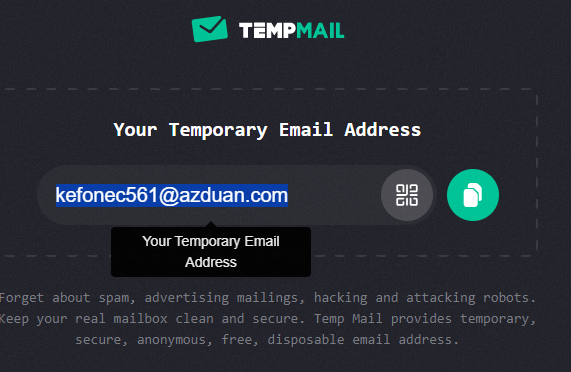 TEMPMAIL
Your Temporary Email Address
kefonec561@azduan.com
Your Temporary Email
Address
Forget about spam, advertising mailings, hacking and attacking robots.
Keep your real mailbox clean and secure. Temp Mail provides temporary,
secure, anonymous, free, disposable email address.